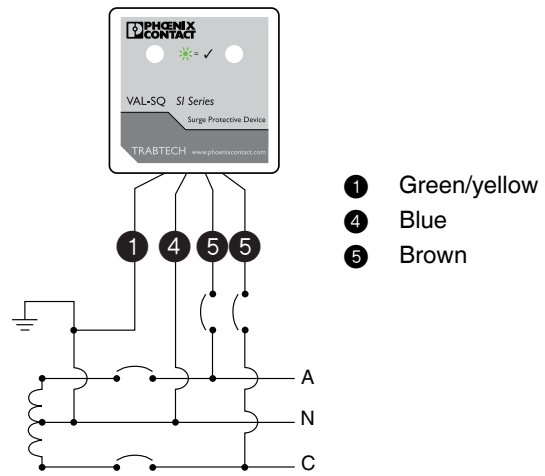 PHŒNIX
CONTACT
= ✓
VAL-SQ SI Series
Surge Protective Device
TRABTECH www.phoenixcontact.com
1 Green/yellow
4 Blue
5 Brown
1 4 5 5
A
N
C